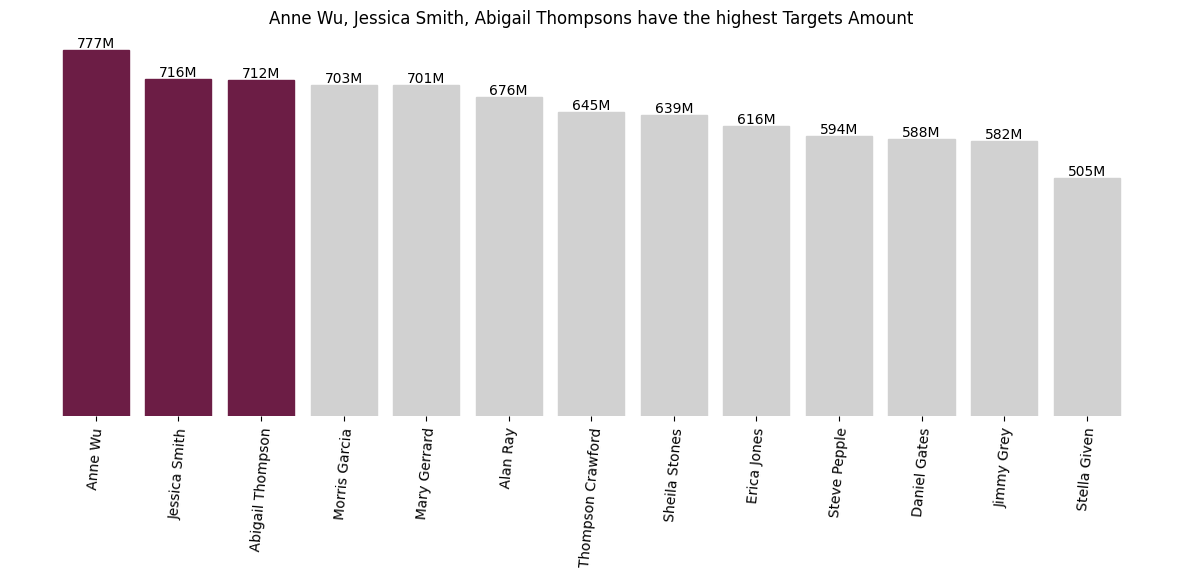 Anne Wu, Jessica Smith, Abigail Thompsons have the highest Targets Amount
777M
716M
712M
703M
701M
676M
645M
639M
616M
594M
588M
582M
505M
Anne Wu
Jessica Smith
Abigail Thompson
Morris Garcia
Mary Gerrard
Alan Ray
Thompson Crawford
Sheila Stones
Erica Jones
Steve Pepple
Daniel Gates
Jimmy Grey
Stella Given